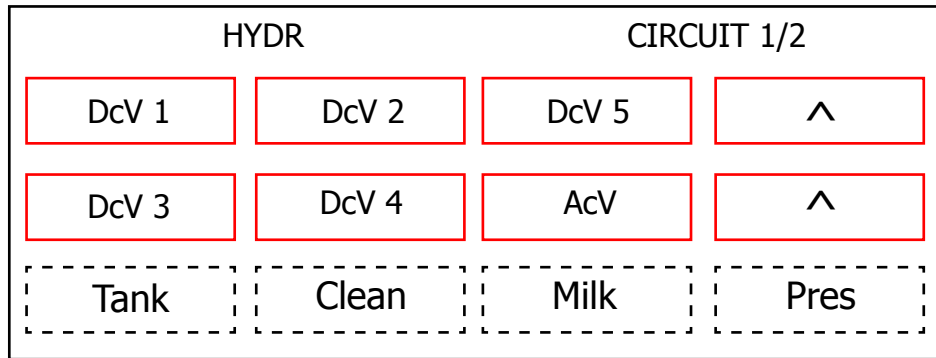 HYDR CIRCUIT 1/2
DcV 1 DcV 2 DcV 5 ^
DcV 3 DcV 4 AcV ^
Tank Clean Milk Pres